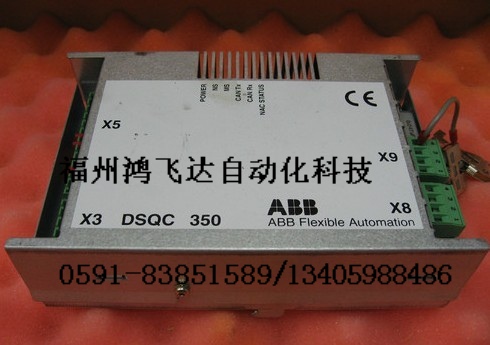 POWER
NS
MS
CAN Tx
CAN Rx
NAC STATUS
CE
X5
福州鸿飞达自动化科技
X9
X3 DSQC 350
ABB
X8
ABB Flexible Automation
0591-83851589/13405988486